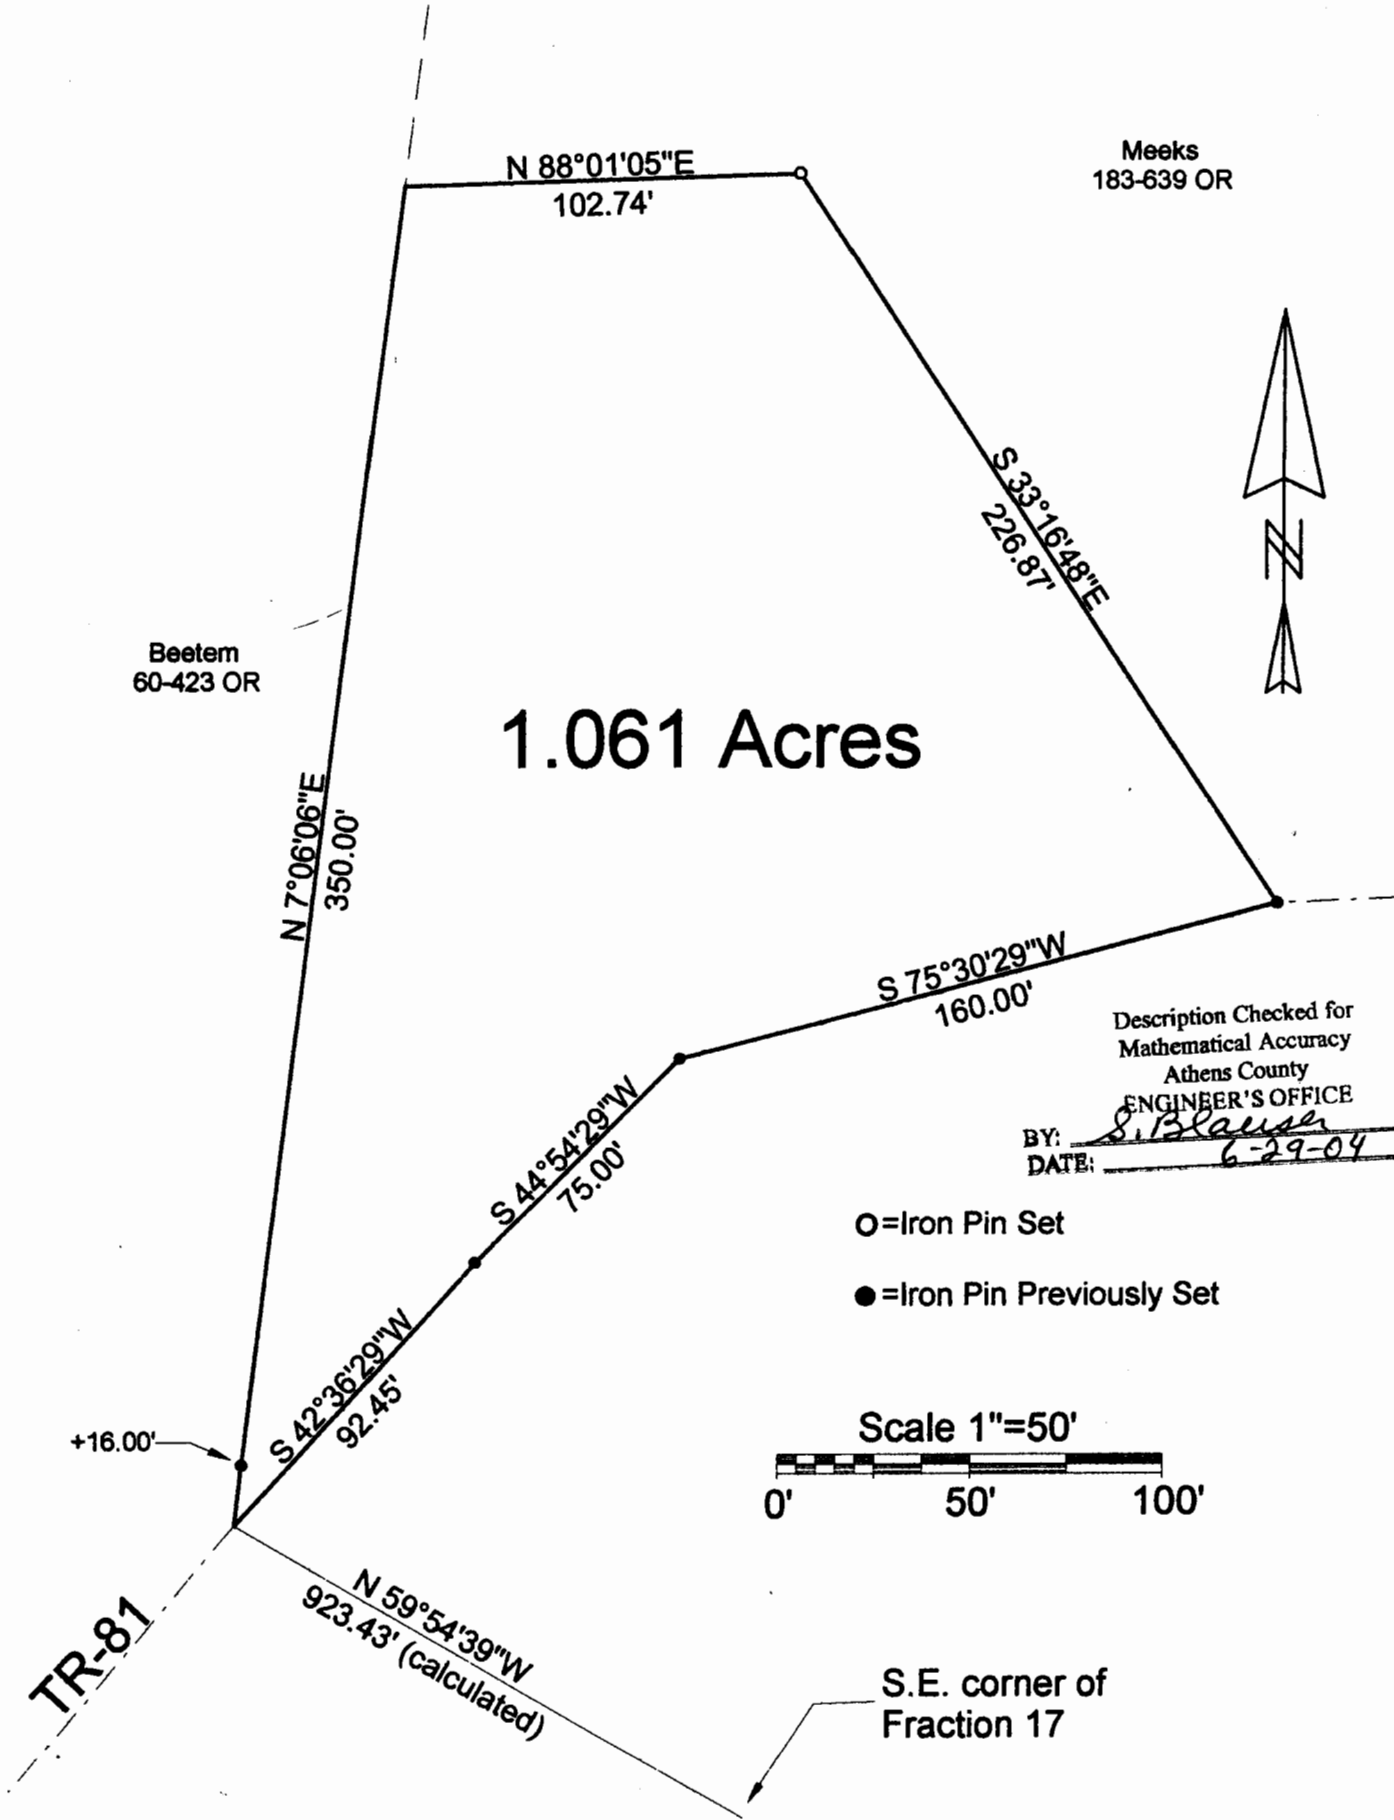 N 88°01'05"E
102.74'
Meeks
183-639 OR
S 33°16'48"E
226.87'
N
Beetem
60-423 OR
1.061 Acres
N 7°06'06"E
350.00'
S 75°30'29"W
160.00'
Description Checked for
Mathematical Accuracy
Athens County
ENGINEER'S OFFICE
BY: S. Blauser
DATE: 6-29-04
S 44°54'29"W
75.00'
O=Iron Pin Set
●=Iron Pin Previously Set
S 42°36'29"W
92.45'
+16.00'
Scale 1"=50'
0' 50' 100'
N 59°54'39"W
923.43' (calculated)
TR-81
S.E. corner of
Fraction 17